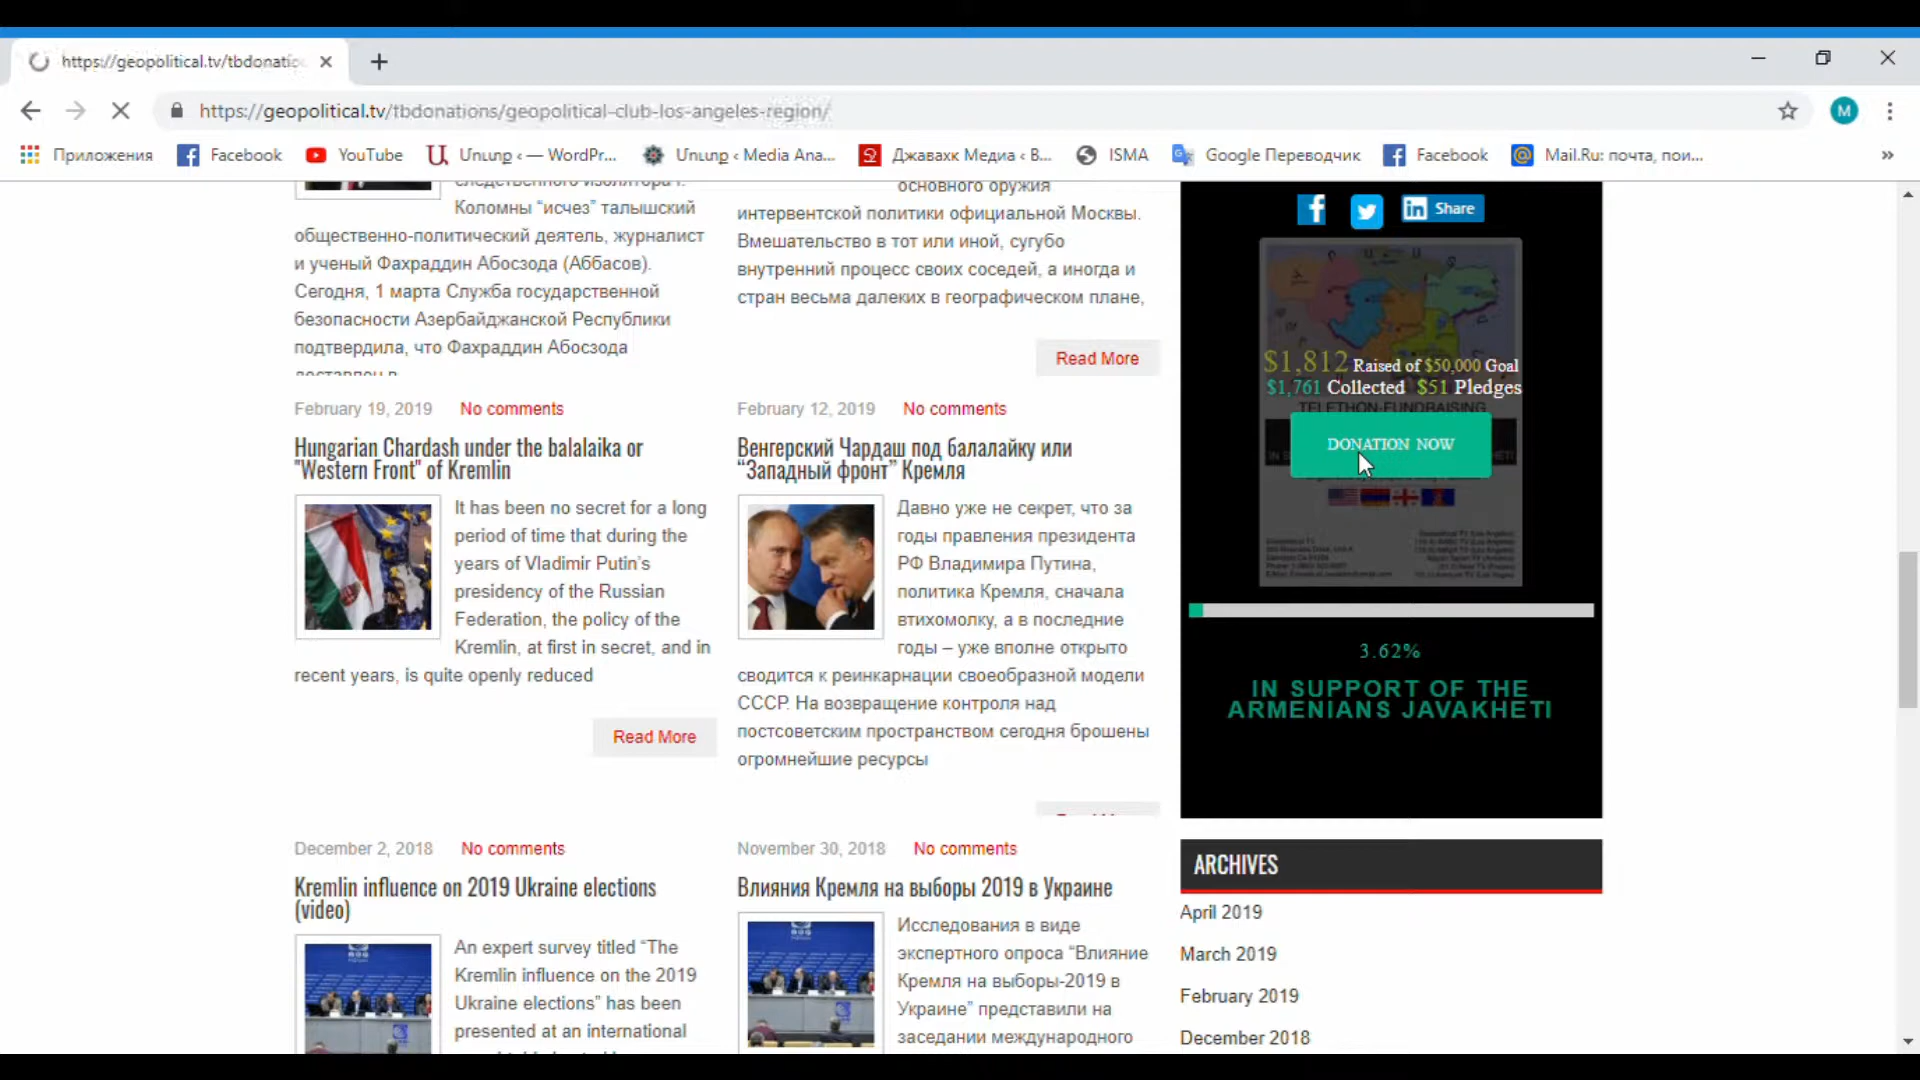 https://geopolitical.tv/tbdonatio
https://geopolitical.tv/tbdonations/geopolitical-club-los-angeles-region/
M
Приложения
Facebook
YouTube
Ununp ‹ — WordPr...
Ununp ‹ Media Ana...
Джавахк Медиа ‹ В...
ISMA
Google Переводчик
Facebook
Mail.Ru: почта, пои...
»
следственного изолятора г.
Коломны “исчез” талышский
общественно-политический деятель, журналист
и ученый Фахраддин Абосзода (Аббасов).
Сегодня, 1 марта Служба государственной
безопасности Азербайджанской Республики
подтвердила, что Фахраддин Абосзода
доставлен в
основного оружия
интервентской политики официальной Москвы.
Вмешательство в тот или иной, сугубо
внутренний процесс своих соседей, а иногда и
стран весьма далеких в географическом плане,
Read More
February 19, 2019 No comments
Hungarian Chardash under the balalaika or
"Western Front" of Kremlin
It has been no secret for a long
period of time that during the
years of Vladimir Putin’s
presidency of the Russian
Federation, the policy of the
Kremlin, at first in secret, and in
recent years, is quite openly reduced
Read More
February 12, 2019 No comments
Венгерский Чардаш под балалайку или
“Западный фронт” Кремля
Давно уже не секрет, что за
годы правления президента
РФ Владимира Путина,
политика Кремля, сначала
втихомолку, а в последние
годы – уже вполне открыто
сводится к реинкарнации своеобразной модели
СССР. На возвращение контроля над
постсоветским пространством сегодня брошены
огромнейшие ресурсы
December 2, 2018 No comments
Kremlin influence on 2019 Ukraine elections
(video)
An expert survey titled “The
Kremlin influence on the 2019
Ukraine elections” has been
presented at an international
November 30, 2018 No comments
Влияния Кремля на выборы 2019 в Украине
Исследования в виде
экспертного опроса “Влияние
Кремля на выборы-2019 в
Украине” представили на
заседании международного
Share
$1,812 Raised of $50,000 Goal
$1,761 Collected $51 Pledges
TELETHON-FUNDRAISING
DONATION NOW
3.62%
IN SUPPORT OF THE
ARMENIANS JAVAKHETI
ARCHIVES
April 2019
March 2019
February 2019
December 2018